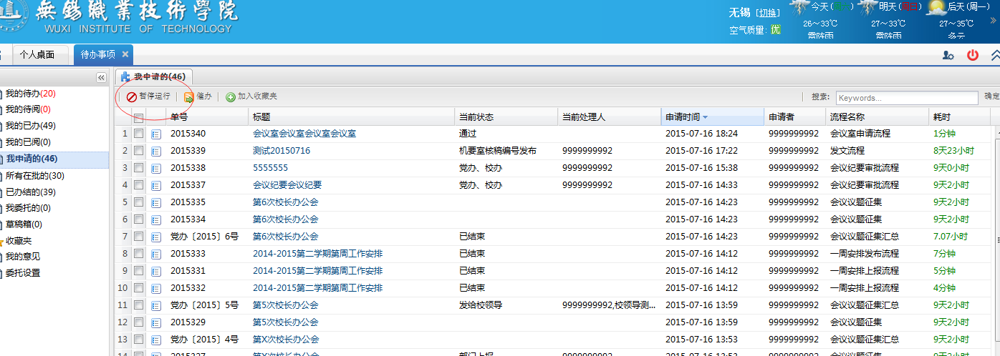 無錫職業技術學院
WUXI INSTITUTE OF TECHNOLOGY
无锡 [切换]
空气质量: 优
今天(周六) 明天(周日) 后天(周一)
26～33℃ 27～33℃ 27～35℃
雷阵雨 雷阵雨 多云
个人桌面 待办事项
我的待办(20)
我的待阅(0)
我的已办(49)
我的已阅(0)
我申请的(46)
所有在批的(30)
已办结的(39)
我委托的(0)
草稿箱(0)
收藏夹
我的意见
委托设置
我申请的(46)
暂停运行 催办 加入收藏夹 搜索: Keywords... 确定
单号 标题 当前状态 当前处理人 申请时间 申请者 流程名称 耗时
1 2015340 会议室会议室会议室会议室 通过 2015-07-16 18:24 9999999992 会议室申请流程 1分钟
2 2015339 测试20150716 机要室核稿编号发布 9999999992 2015-07-16 17:22 9999999992 发文流程 8天23小时
3 2015338 5555555 党办、校办 9999999992 2015-07-16 15:38 9999999992 会议纪要审批流程 9天0小时
4 2015337 会议纪要会议纪要 党办、校办 9999999992 2015-07-16 14:33 9999999992 会议纪要审批流程 9天2小时
5 2015335 第6次校长办公会 2015-07-16 14:23 9999999992 会议议题征集 9天2小时
6 2015334 第6次校长办公会 2015-07-16 14:23 9999999992 会议议题征集 9天2小时
7 党办〔2015〕6号 第6次校长办公会 已结束 2015-07-16 14:23 9999999992 会议议题征集汇总 7.07小时
8 2015333 2014-2015第二学期第周工作安排 已结束 2015-07-16 14:12 9999999992 一周安排发布流程 7分钟
9 2015331 2014-2015第二学期第周工作安排 已结束 2015-07-16 14:12 9999999992 一周安排上报流程 5分钟
10 2015332 2014-2015第二学期第周工作安排 已结束 2015-07-16 14:12 9999999992 一周安排上报流程 4分钟
11 党办〔2015〕5号 第5次校长办公会 发给校领导 9999999992,校领导测... 2015-07-16 13:59 9999999992 会议议题征集汇总 9天2小时
12 2015329 第5次校长办公会 2015-07-16 13:59 9999999992 会议议题征集 9天2小时
13 党办〔2015〕4号 第X次校长办公会 2015-07-16 13:53 9999999992 会议议题征集汇总 9天2小时
14 2015327 第X次校长办公会 部门上报 9999999992 2015-07-16 13:53 9999999992 会议议题征集 9天2小时